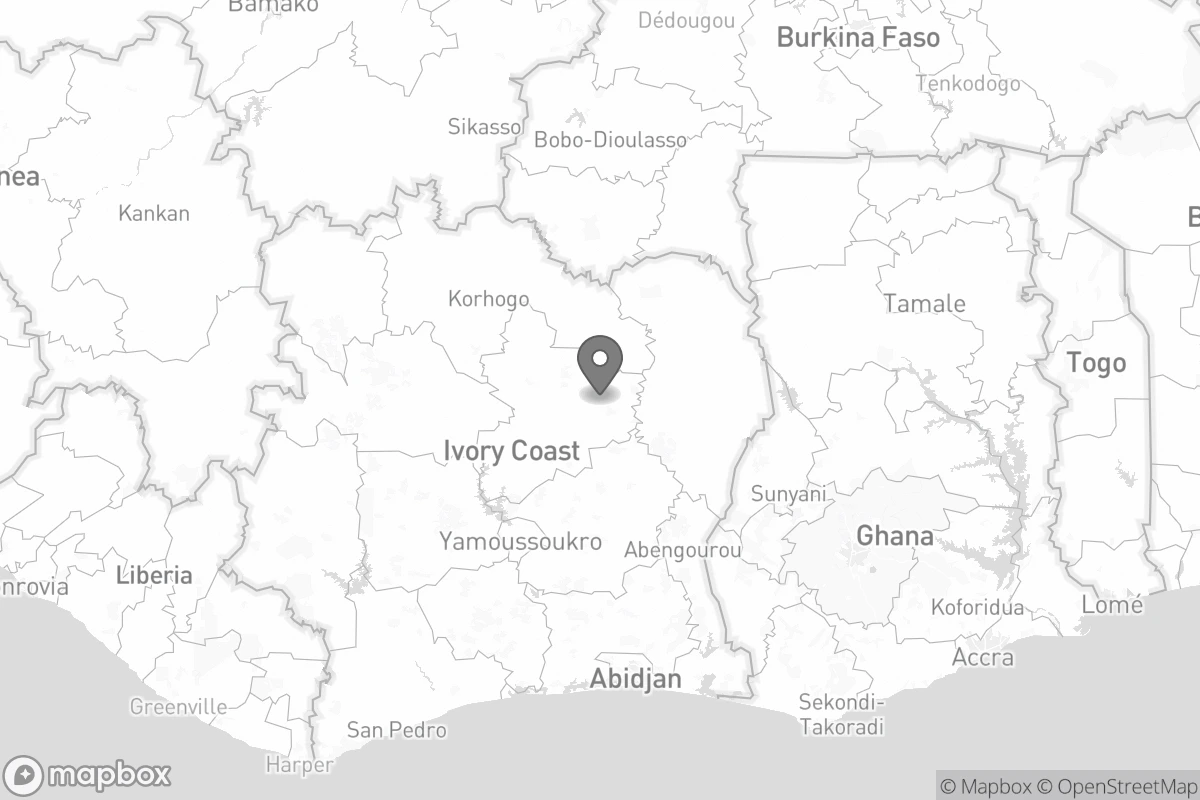 Bamako
Dédougou
Burkina Faso
Tenkodogo
Sikasso
Bobo-Dioulasso
nea
Kankan
B
Korhogo
Tamale
Togo
Ivory Coast
Sunyani
Ghana
Yamoussoukro
Abengourou
Liberia
nrovia
Koforidua
Lomé
Accra
Abidjan
Greenville
Sekondi-
Takoradi
San Pedro
Harper
mapbox
© Mapbox © OpenStreetMap